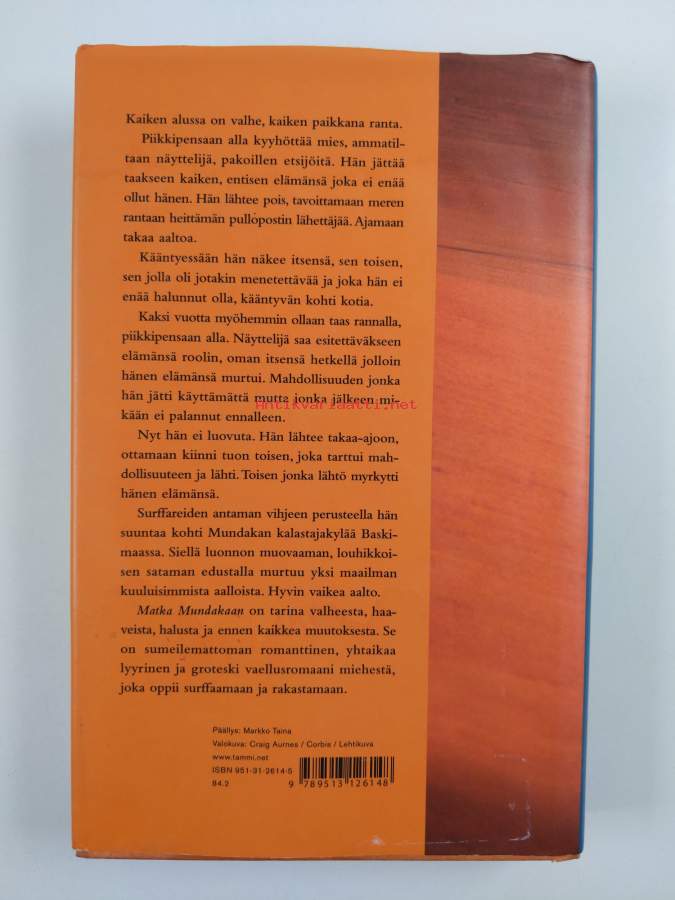 Kaiken alussa on valhe, kaiken paikkana ranta.
Piikkipensaan alla kyyhöttää mies, ammatil-
taan näyttelijä, pakoillen etsijöitä. Hän jättää
taakseen kaiken, entisen elämänsä joka ei enää
ollut hänen. Hän lähtee pois, tavoittamaan meren
rantaan heittämän pullopostin lähettäjää. Ajamaan
takaa aaltoa.
Kääntyessään hän näkee itsensä, sen toisen,
sen jolla oli jotakin menetettävää ja joka hän ei
enää halunnut olla, kääntyvän kohti kotia.
Kaksi vuotta myöhemmin ollaan taas rannalla,
piikkipensaan alla. Näyttelijä saa esitettäväkseen
elämänsä roolin, oman itsensä hetkellä jolloin
hänen elämänsä murtui. Mahdollisuuden jonka
hän jätti käyttämättä mutta jonka jälkeen mi-
kään ei palannut ennalleen.
Antikvariaatti.net
Nyt hän ei luovuta. Hän lähtee takaa-ajoon,
ottamaan kiinni tuon toisen, joka tarttui mah-
dollisuuteen ja lähti. Toisen jonka lähtö myrkytti
hänen elämänsä.
Surffareiden antaman vihjeen perusteella hän
suuntaa kohti Mundakan kalastajakylää Baski-
maassa. Siellä luonnon muovaaman, louhikkoi-
sen sataman edustalla murtuu yksi maailman
kuuluisimmista aalloista. Hyvin vaikea aalto.
Matka Mundakaan on tarina valheesta, haa-
veista, halusta ja ennen kaikkea muutoksesta. Se
on sumeilemattoman romanttinen, yhtaikaa
lyyrinen ja groteski vaellusromaani miehestä,
joka oppii surffaamaan ja rakastamaan.
Päällys: Markko Taina
Valokuva: Craig Aurnes / Corbis / Lehtikuva
www.tammi.net
ISBN 951-31-2614-5
84.2
9 789513 126148